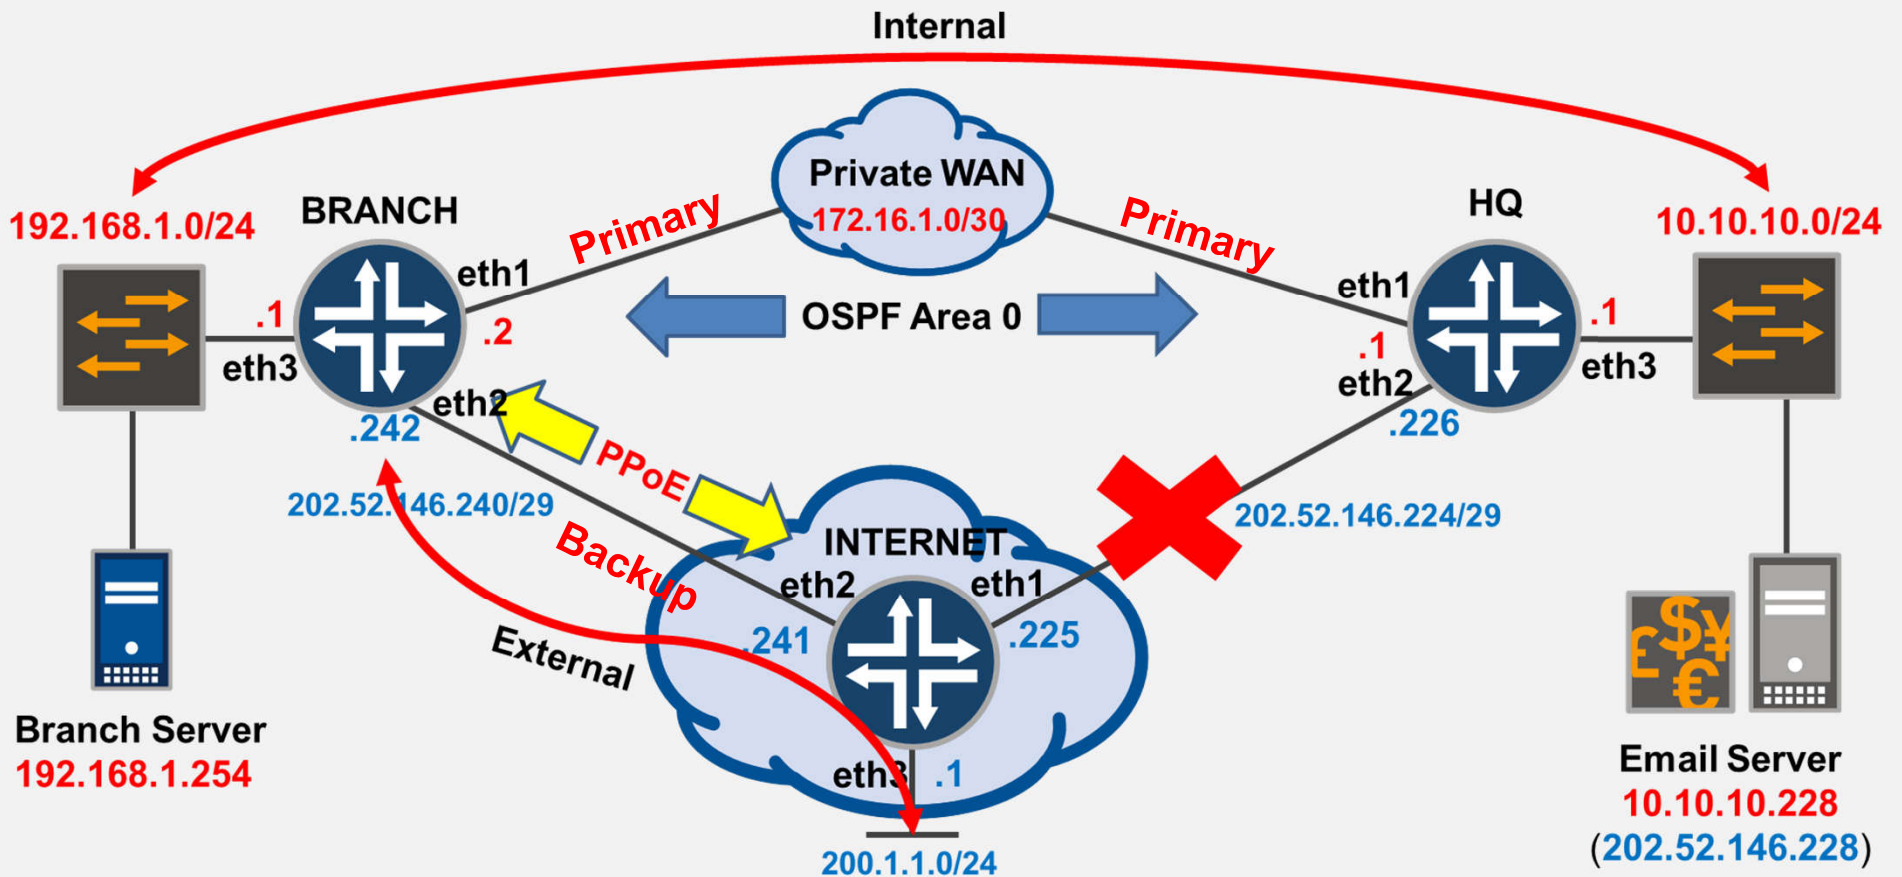 Internal
Private WAN
172.16.1.0/30
192.168.1.0/24
BRANCH
Primary
Primary
HQ
10.10.10.0/24
eth1
.1
.2
eth3
OSPF Area 0
eth1
.1
.1
eth2
eth3
eth2
.242
.226
PPoE
202.52.146.240/29
202.52.146.224/29
Backup
INTERNET
eth2
eth1
.241
.225
External
eth3
.1
200.1.1.0/24
Branch Server
192.168.1.254
£$¥€
Email Server
10.10.10.228
(202.52.146.228)